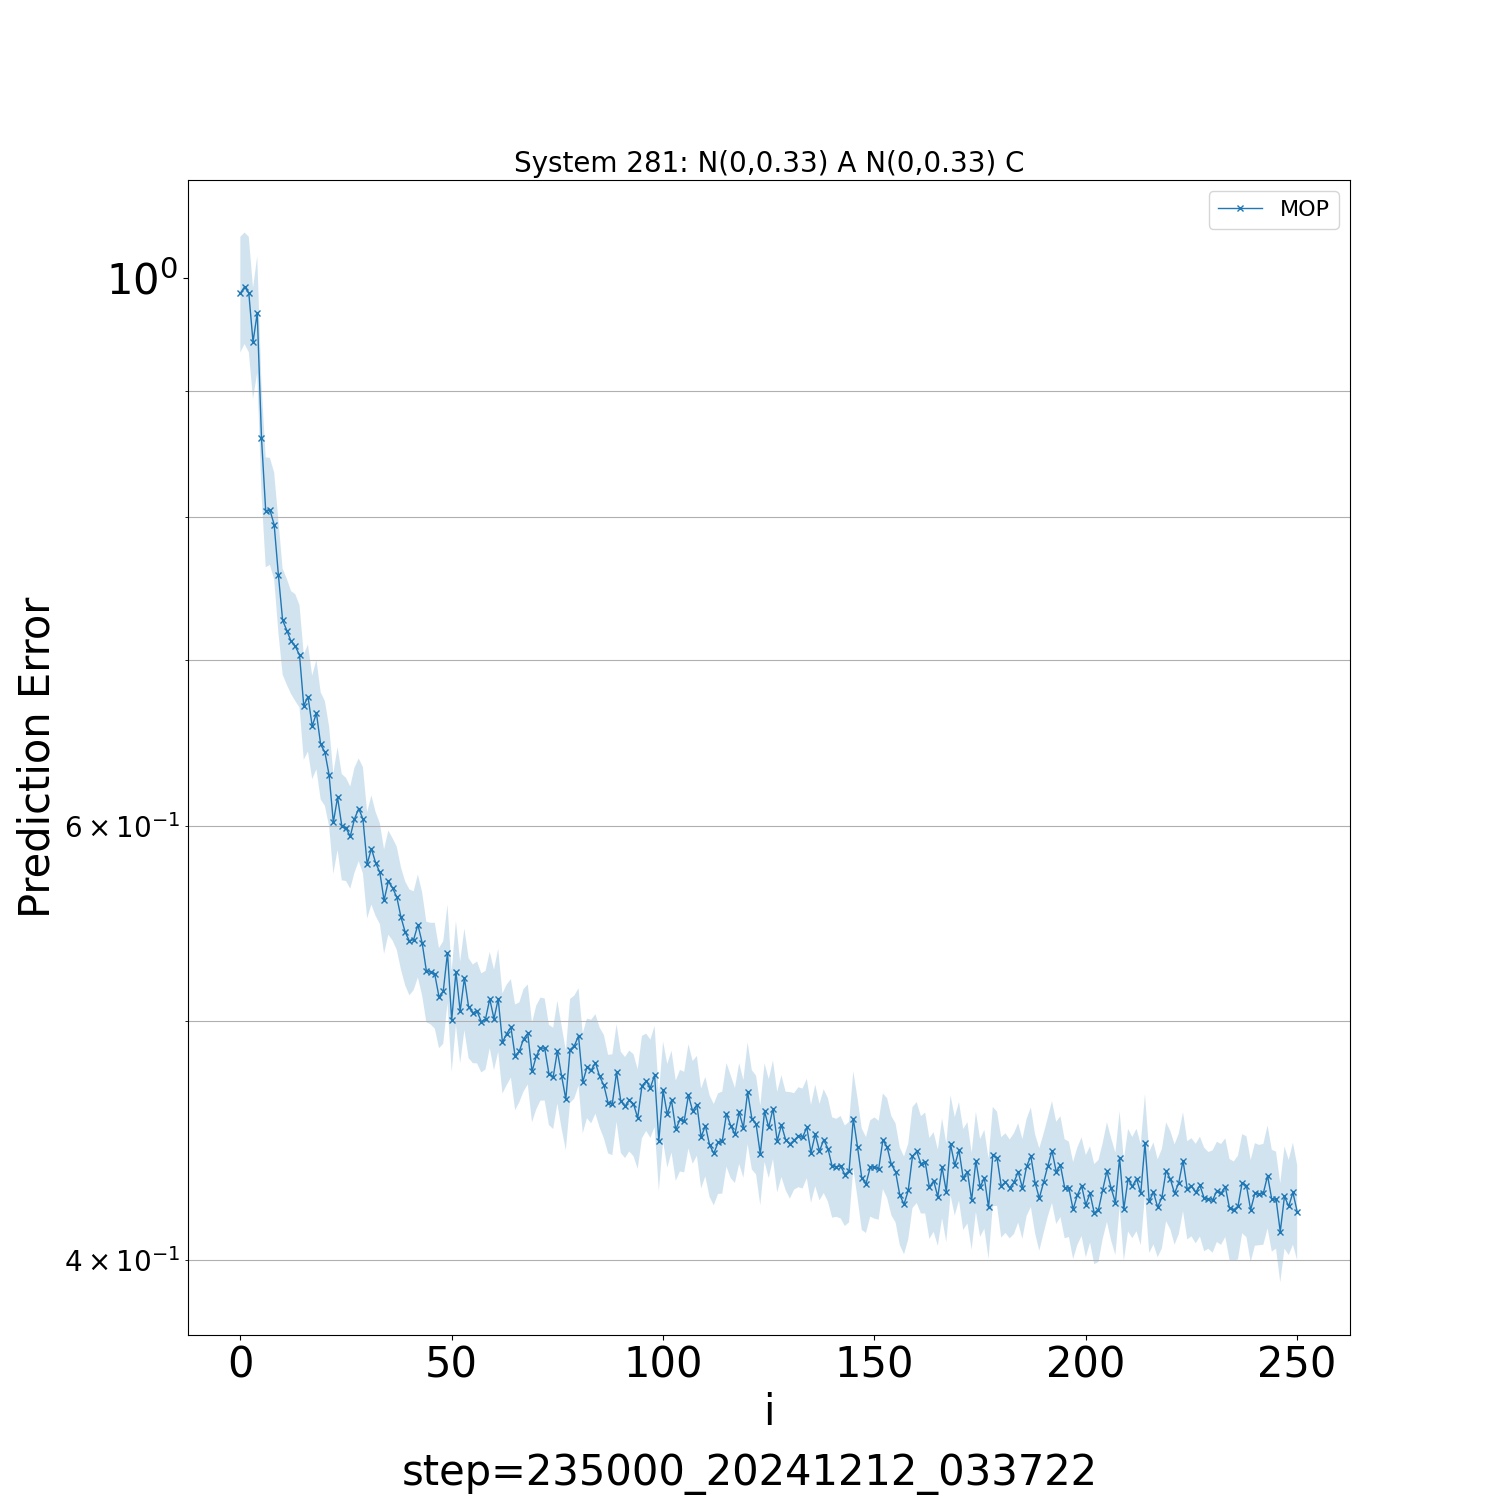 System 281: N(0,0.33) A N(0,0.33) C
MOP
10⁰
6 × 10⁻¹
4 × 10⁻¹
Prediction Error
0 50 100 150 200 250
i
step=235000_20241212_033722